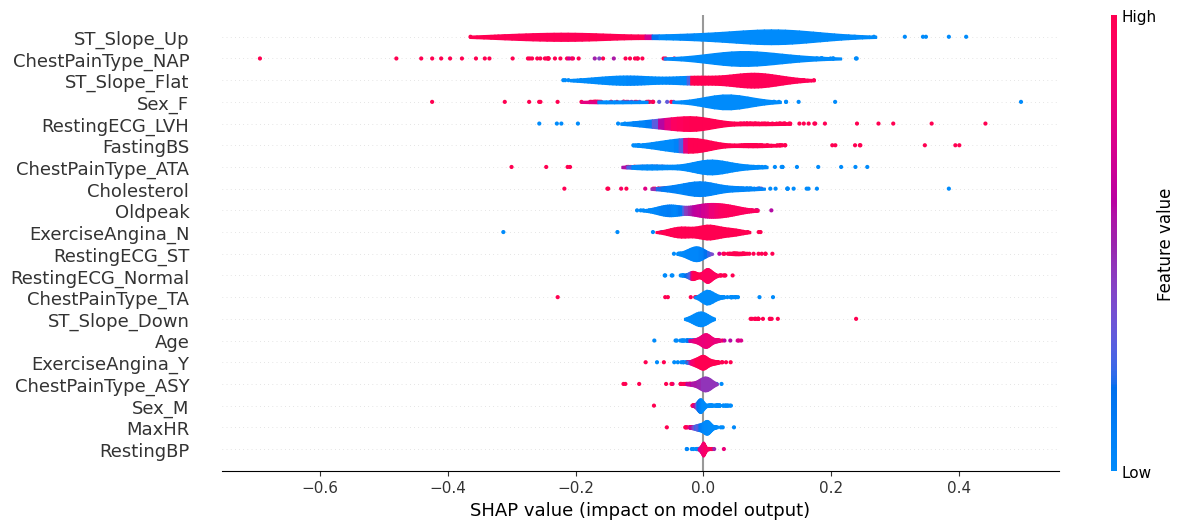 High
ST_Slope_Up
ChestPainType_NAP
ST_Slope_Flat
Sex_F
RestingECG_LVH
FastingBS
ChestPainType_ATA
Cholesterol
Oldpeak
ExerciseAngina_N
RestingECG_ST
RestingECG_Normal
ChestPainType_TA
ST_Slope_Down
Age
ExerciseAngina_Y
ChestPainType_ASY
Sex_M
MaxHR
RestingBP
Feature value
Low
−0.6 −0.4 −0.2 0.0 0.2 0.4
SHAP value (impact on model output)